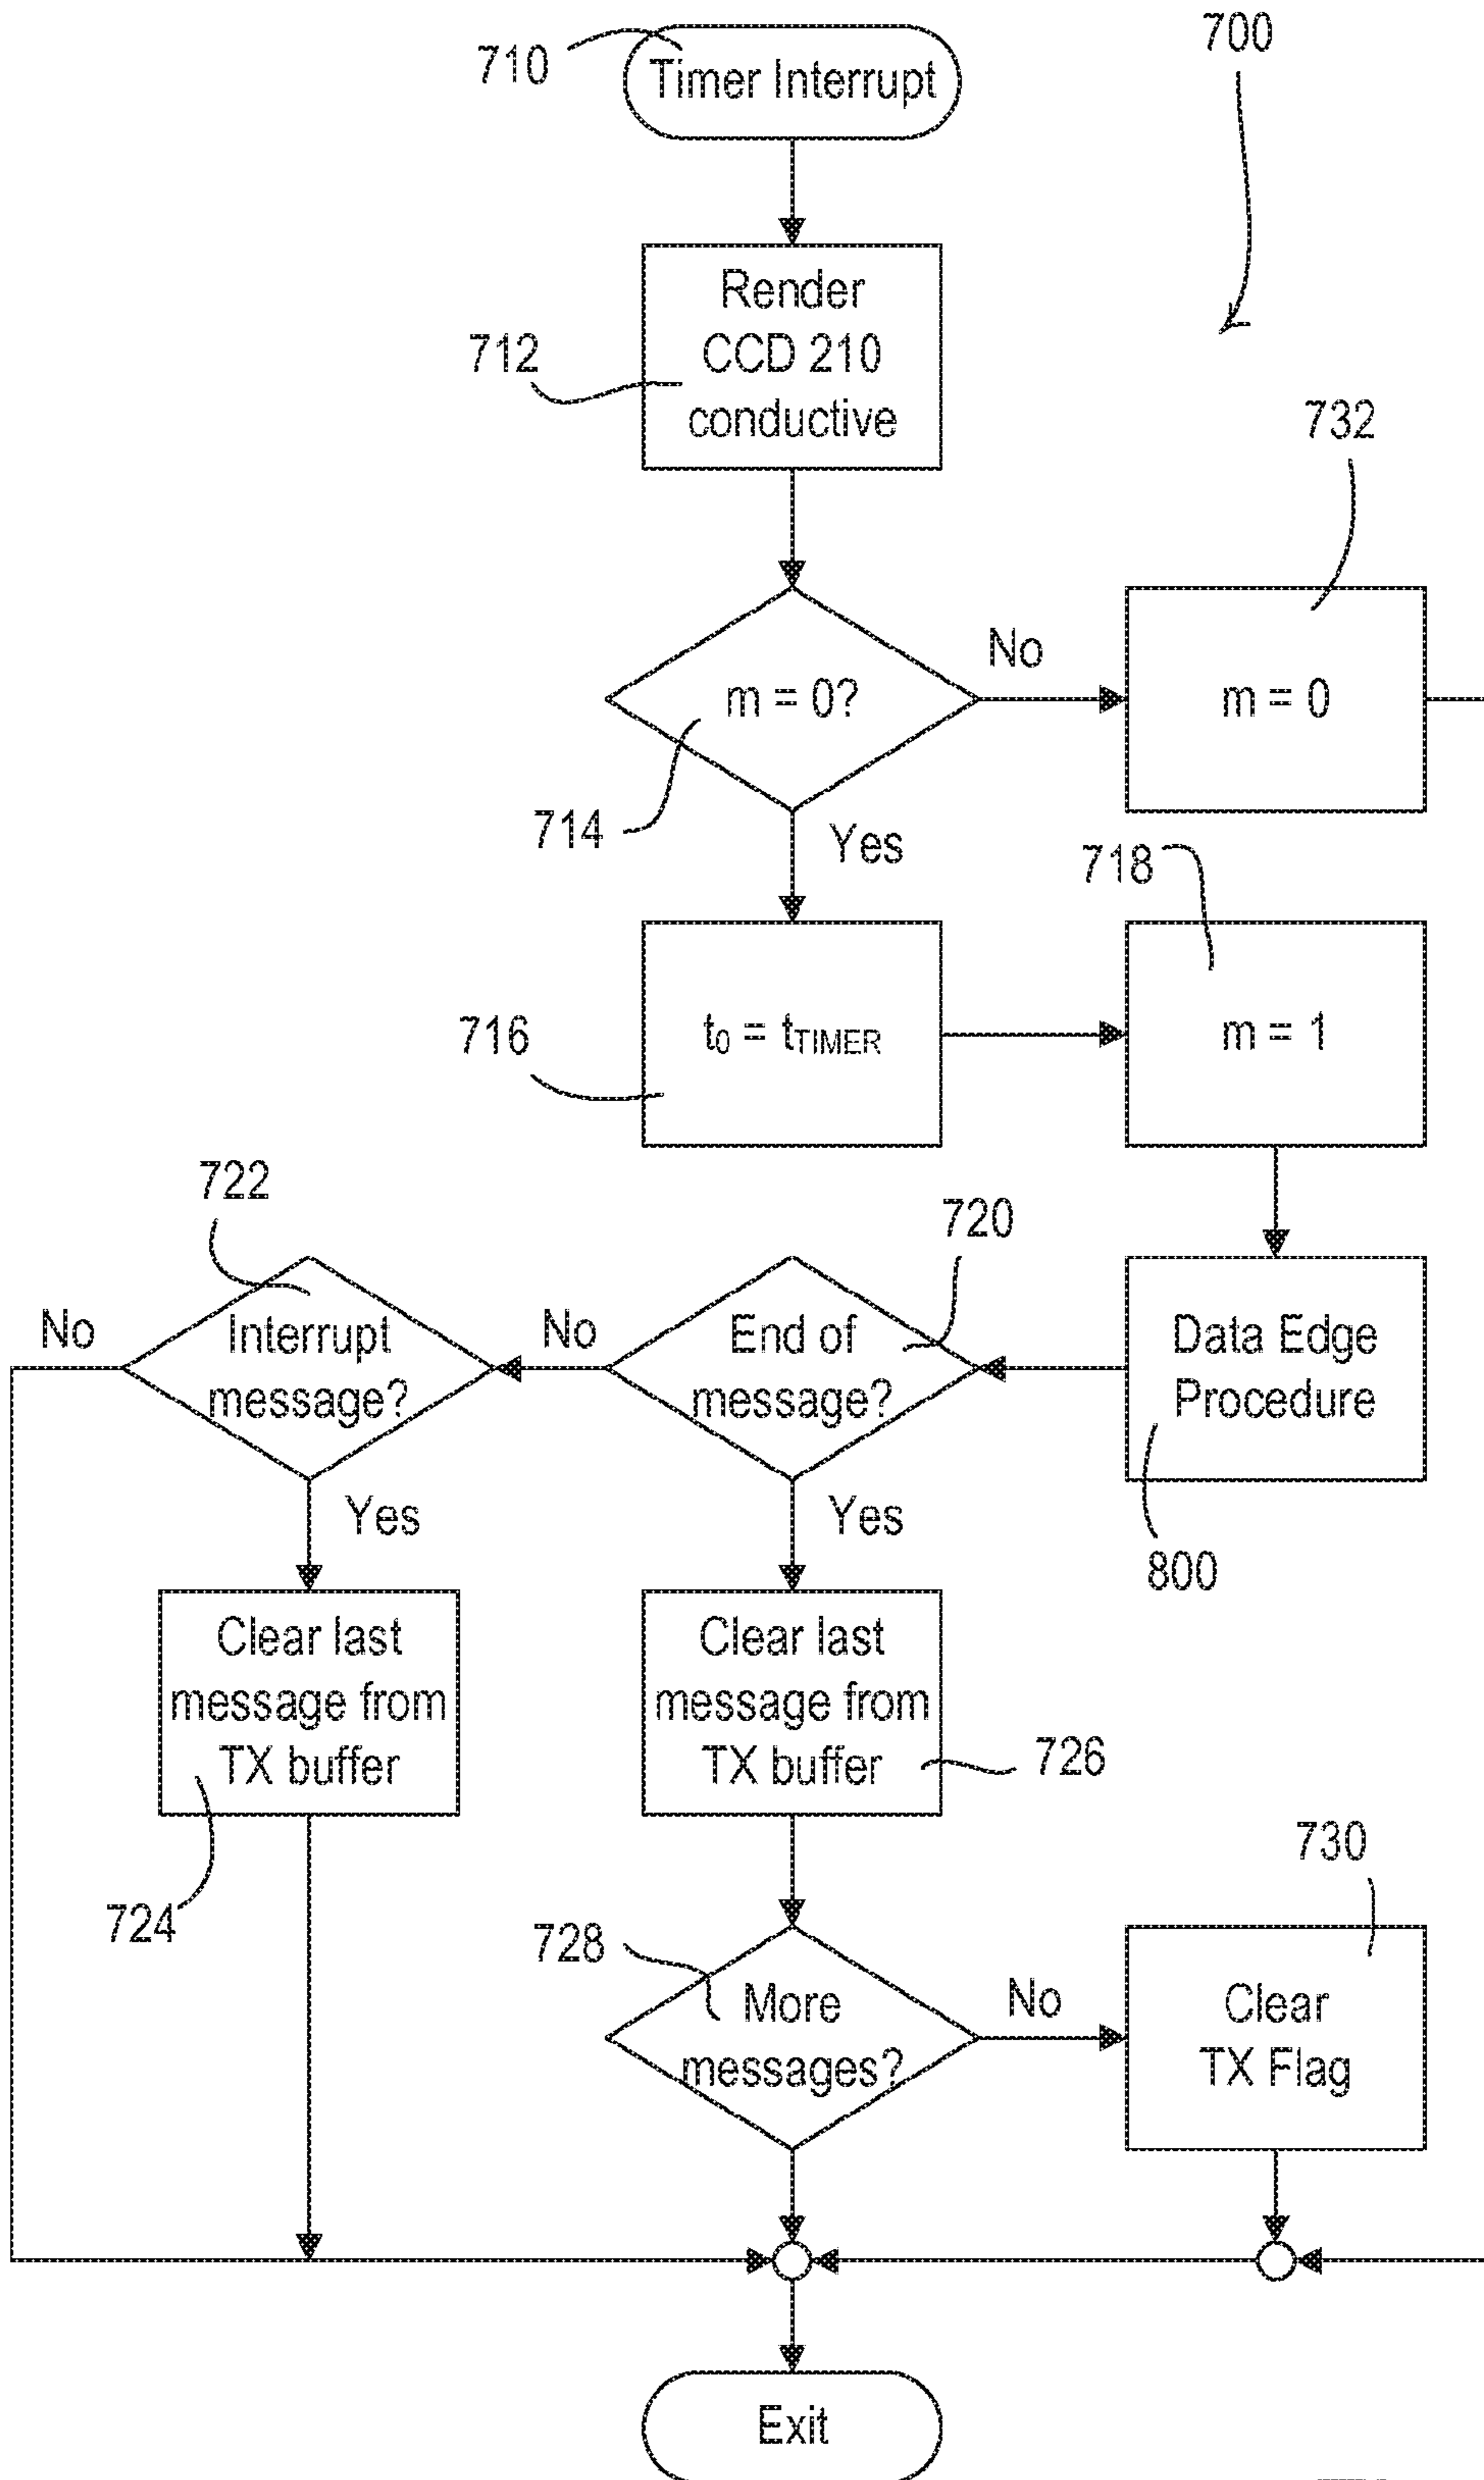 710
Timer Interrupt
700
Render
CCD 210
conductive
712
732
m = 0?
No
m = 0
714
Yes
718
716
t0 = tTIMER
m = 1
722
720
No
Interrupt
message?
No
End of
message?
Data Edge
Procedure
Yes
Yes
800
Clear last
message from
TX buffer
Clear last
message from
TX buffer
726
724
730
728
More
messages?
No
Clear
TX Flag
Exit